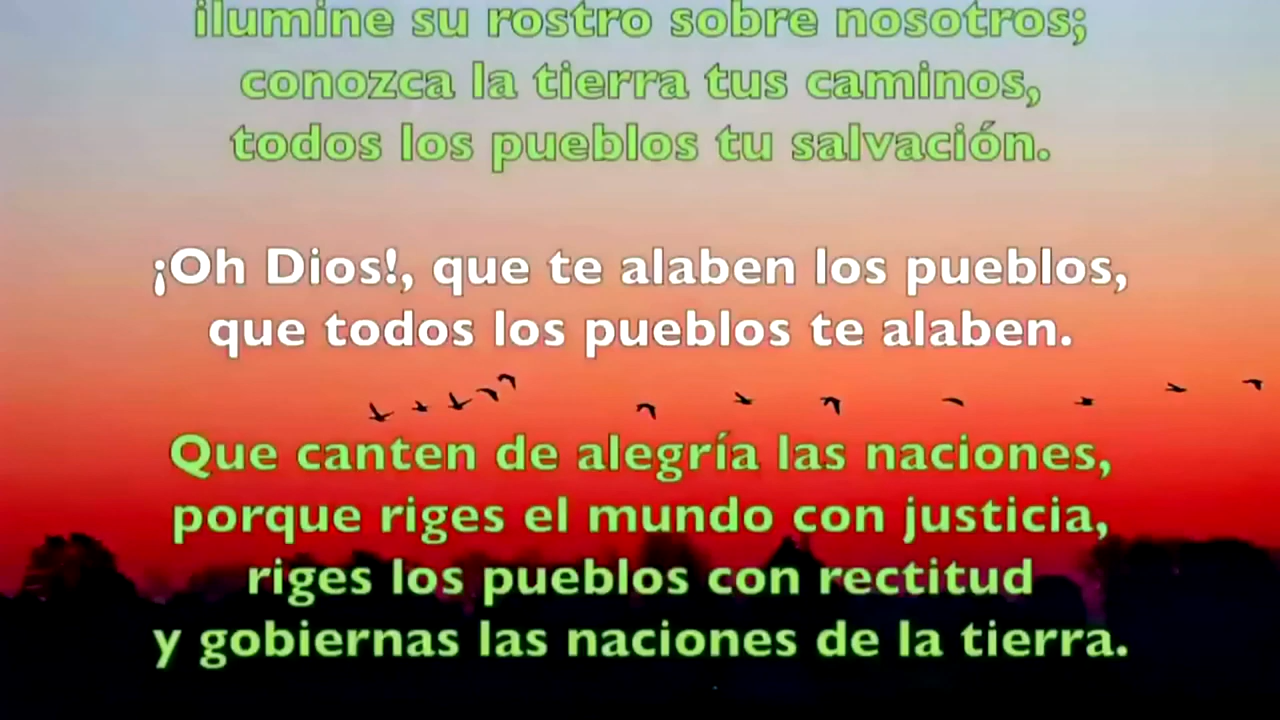 ilumine su rostro sobre nosotros;
conozca la tierra tus caminos,
todos los pueblos tu salvación.
¡Oh Dios!, que te alaben los pueblos,
que todos los pueblos te alaben.
Que canten de alegría las naciones,
porque riges el mundo con justicia,
riges los pueblos con rectitud
y gobiernas las naciones de la tierra.